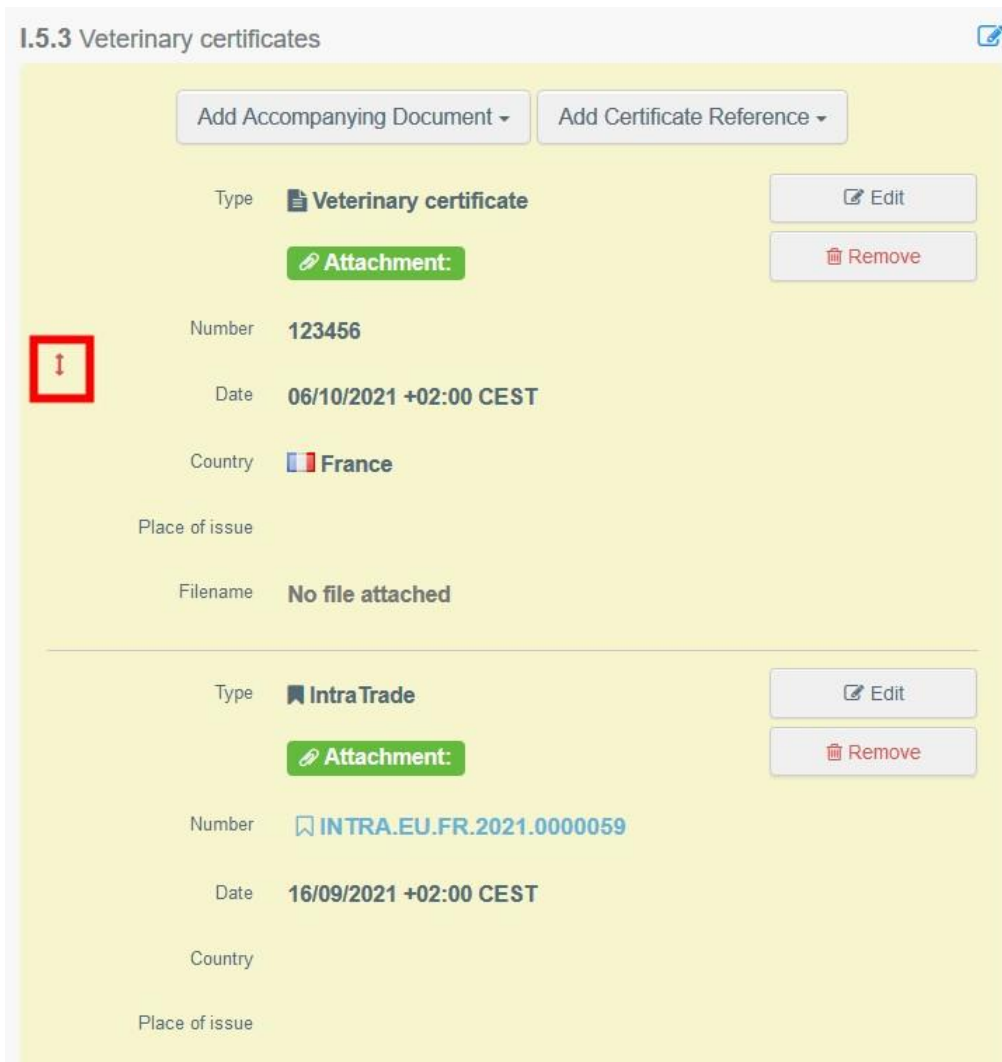 I.5.3 Veterinary certificates
Add Accompanying Document Add Certificate Reference
Type Veterinary certificate Edit
Attachment: Remove
Number 123456
Date 06/10/2021 +02:00 CEST
Country France
Place of issue
Filename No file attached
Type IntraTrade Edit
Attachment: Remove
Number INTRA.EU.FR.2021.0000059
Date 16/09/2021 +02:00 CEST
Country
Place of issue